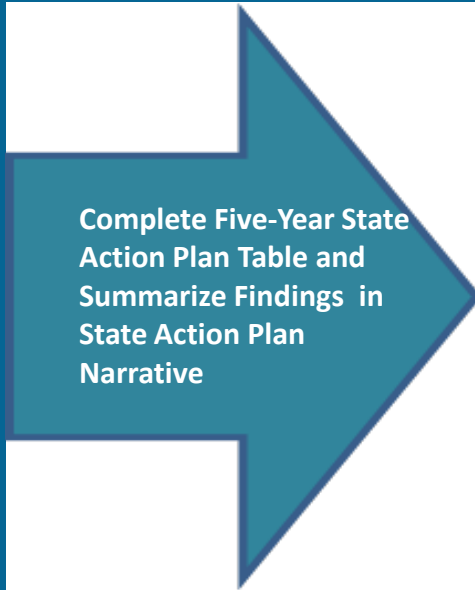 Complete Five-Year State
Action Plan Table and
Summarize Findings in
State Action Plan
Narrative